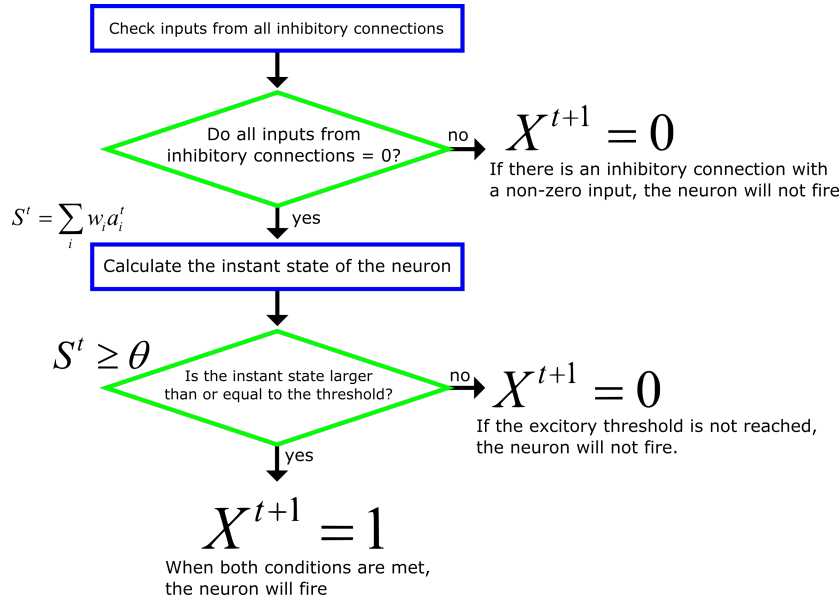 Check inputs from all inhibitory connections
Do all inputs from
inhibitory connections = 0?
no
X^{t+1} = 0
If there is an inhibitory connection with
a non-zero input, the neuron will not fire
yes
S^t = \sum_i w_i a_i^t
Calculate the instant state of the neuron
S^t ≥ θ
Is the instant state larger
than or equal to the threshold?
no
X^{t+1} = 0
If the excitory threshold is not reached,
the neuron will not fire.
yes
X^{t+1} = 1
When both conditions are met,
the neuron will fire